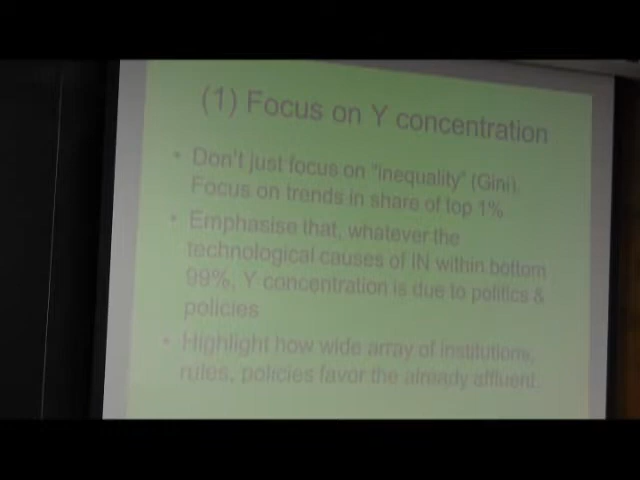 (1) Focus on Y concentration
• Don't just focus on "inequality" (Gini).
Focus on trends in share of top 1%
• Emphasise that, whatever the
technological causes of IN within bottom
99%, Y concentration is due to politics &
policies
• Highlight how wide array of institutions,
rules, policies favor the already affluent.